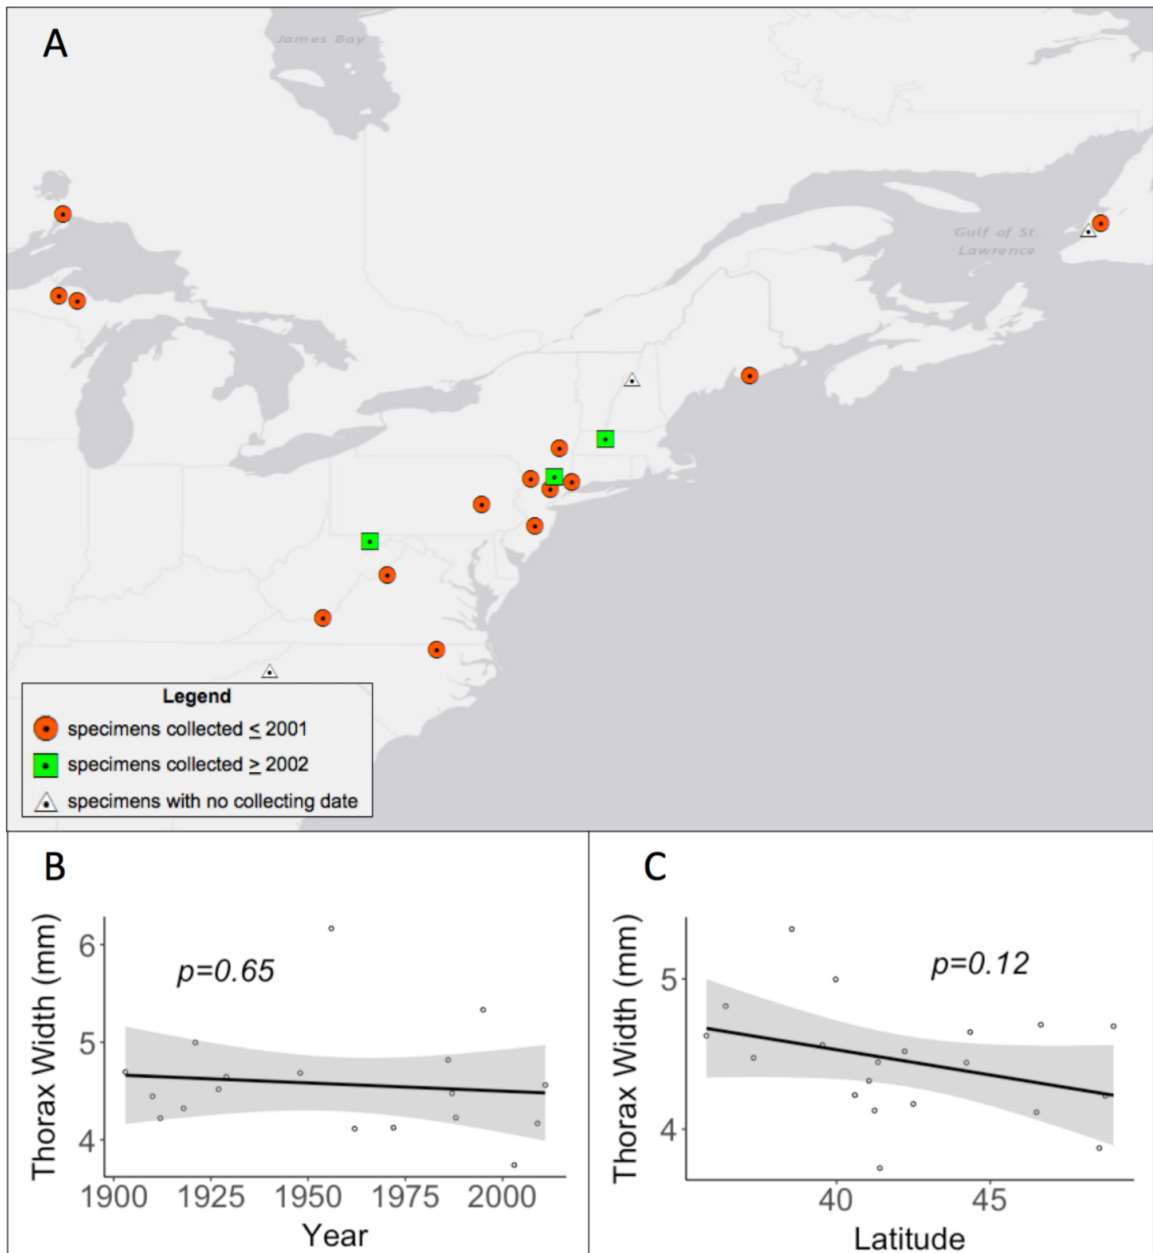 A
James Bay
Gulf of St.
Lawrence
Legend
specimens collected ≤ 2001
specimens collected ≥ 2002
specimens with no collecting date
B
Thorax Width (mm)
6
5
4
p=0.65
1900 1925 1950 1975 2000
Year
C
Thorax Width (mm)
5
4
p=0.12
40 45
Latitude